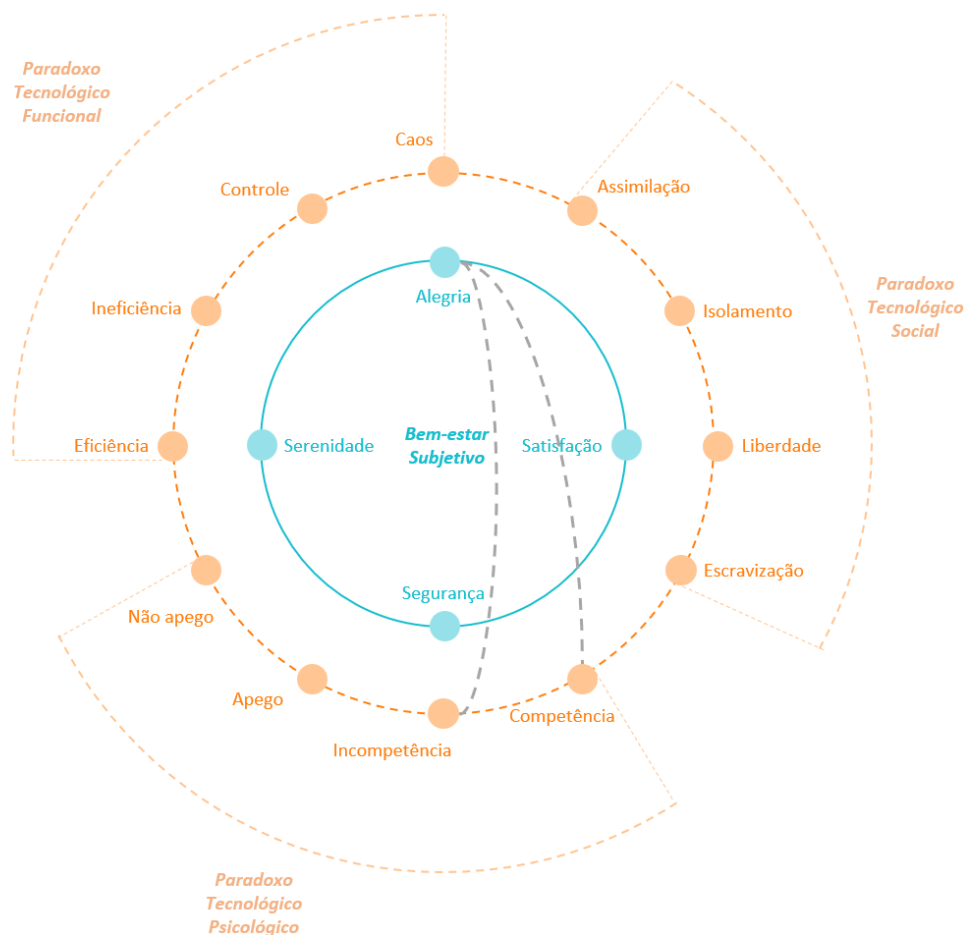 Paradoxo
Tecnológico
Funcional
Caos
Controle
Assimilação
Ineficiência
Alegria
Isolamento
Paradoxo
Tecnológico
Social
Eficiência
Serenidade
Bem-estar
Subjetivo
Satisfação
Liberdade
Segurança
Escravização
Não apego
Apego
Incompetência
Competência
Paradoxo
Tecnológico
Psicológico